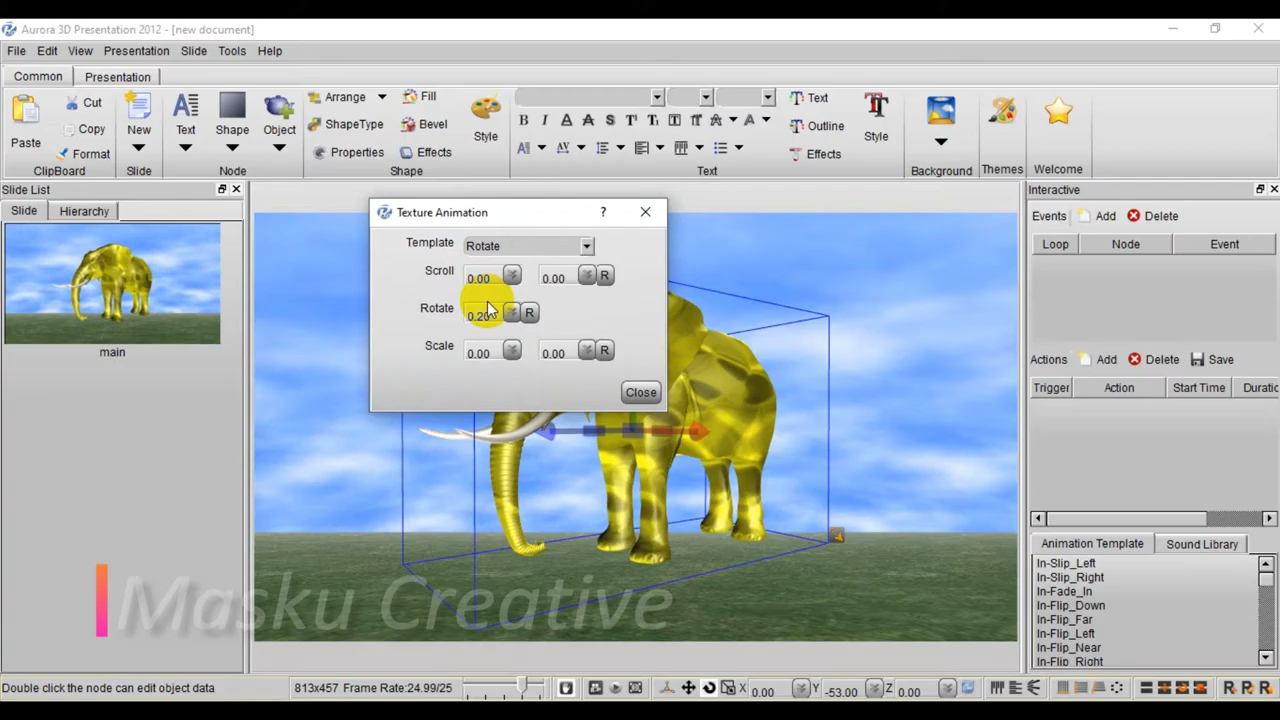 Aurora 3D Presentation 2012 - [new document]
File Edit View Presentation Slide Tools Help
Common Presentation
Paste Cut Copy Format ClipBoard
New Slide
Text Shape Object Node
Arrange Fill
ShapeType Bevel
Properties Effects
Style
Shape
B I A A S T T T A A
Text
Outline
Effects
Style
Text
Background
Themes
Welcome
Slide List
Slide Hierarchy
main
Texture Animation ?
Template Rotate
Scroll 0.00 0.00 R
Rotate 0.20 R
Scale 0.00 0.00 R
Close
Interactive
Events Add Delete
Loop Node Event
Actions Add Delete Save
Trigger Action Start Time Duratio
Animation Template Sound Library
In-Slip_Left
In-Slip_Right
In-Fade_In
In-Flip_Down
In-Flip_Far
In-Flip_Left
In-Flip_Near
In-Flip_Right
Masku Creative
Double click the node can edit object data 813x457 Frame Rate:24.99/25 X 0.00 Y -53.00 Z 0.00 R R R